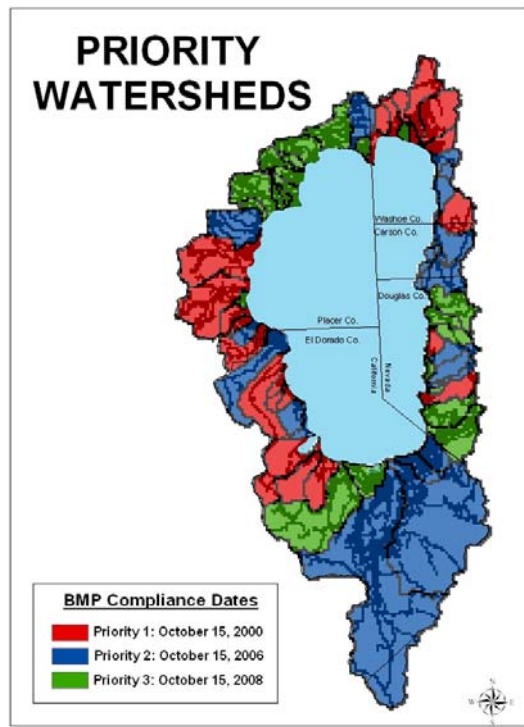 PRIORITY
WATERSHEDS
Washoe Co.
Carson Co.
Douglas Co.
Placer Co.
El Dorado Co.
Nevada
California
BMP Compliance Dates
Priority 1: October 15, 2000
Priority 2: October 15, 2006
Priority 3: October 15, 2008
N
W
E
S